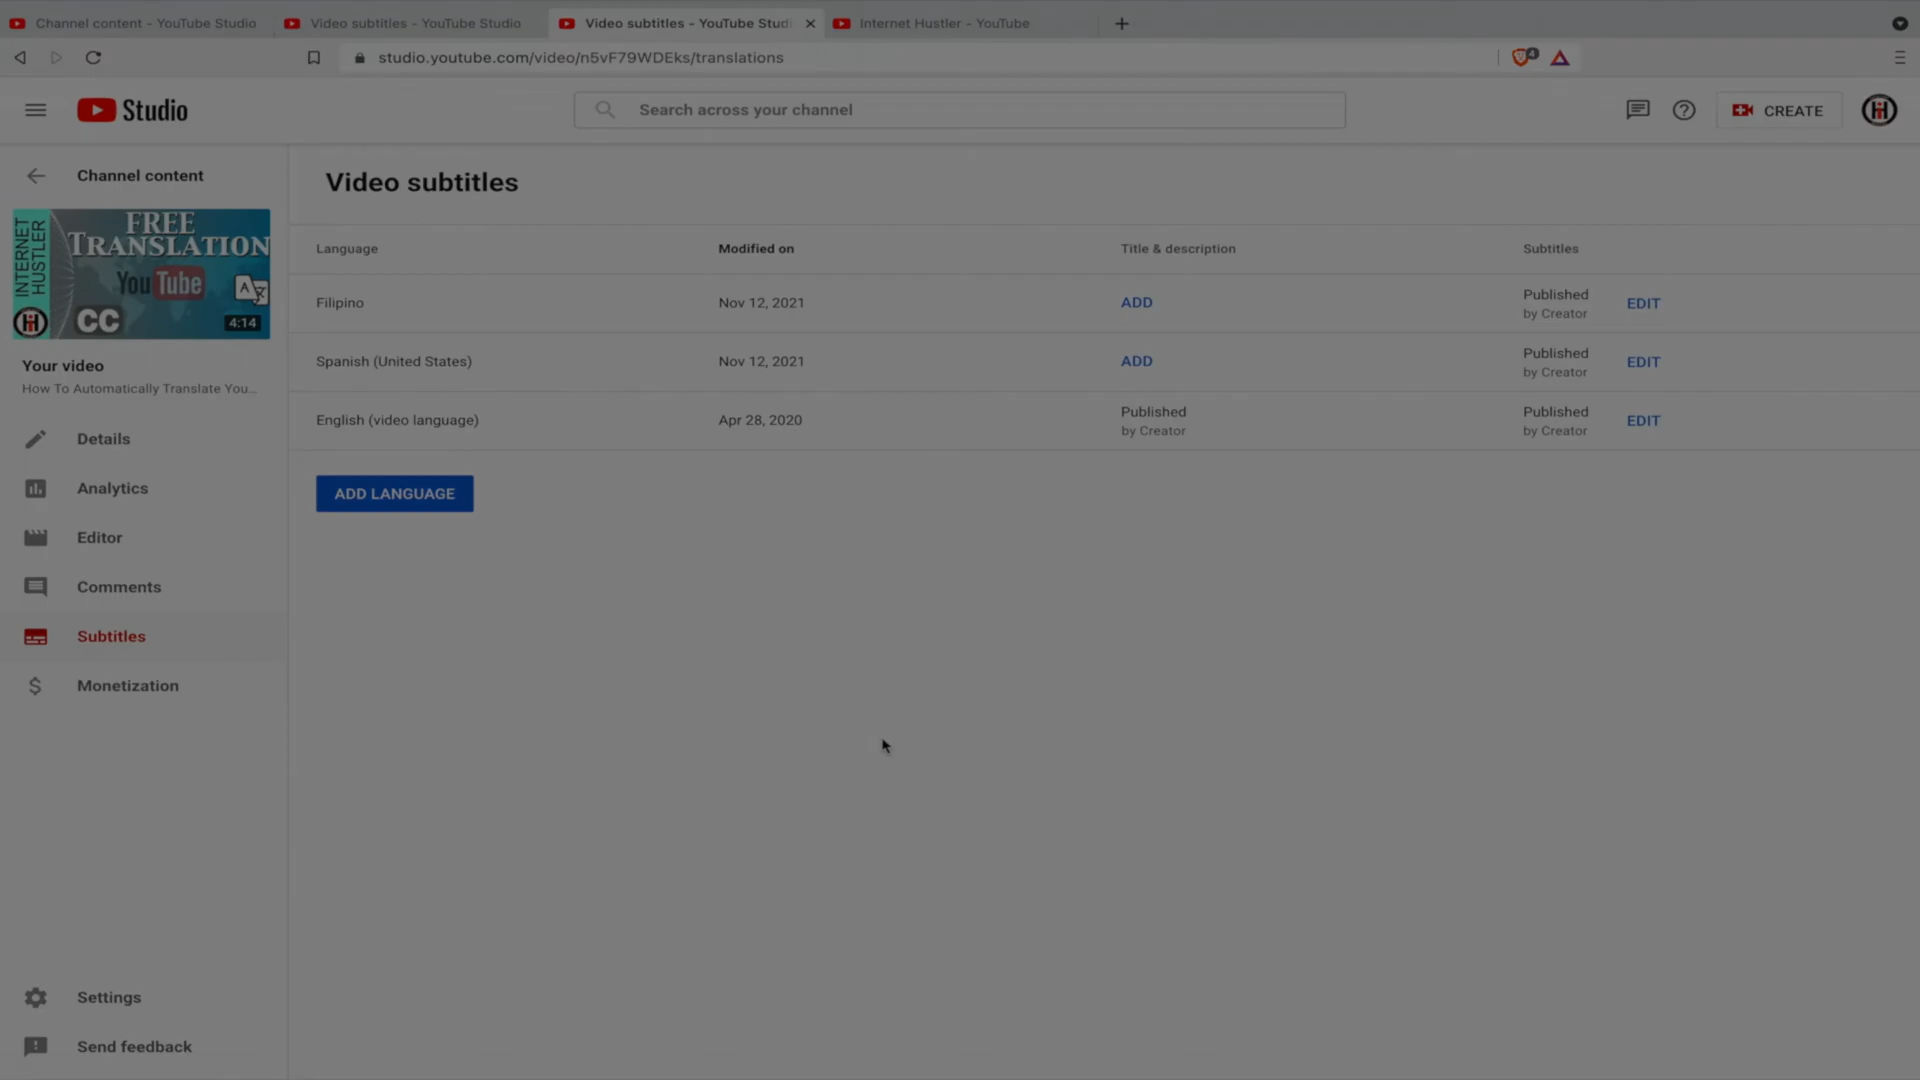 Channel content - YouTube Studio
Video subtitles - YouTube Studio
Video subtitles - YouTube Studi
Internet Hustler - YouTube
studio.youtube.com/video/n5vF79WDEks/translations
4
Studio
Search across your channel
CREATE
Channel content
INTERNET
HUSTLER
FREE
TRANSLATION
YouTube
CC
4:14
Your video
How To Automatically Translate You...
Details
Analytics
Editor
Comments
Subtitles
Monetization
Settings
Send feedback
Video subtitles
Language Modified on Title & description Subtitles
Filipino Nov 12, 2021 ADD Published EDIT
by Creator
Spanish (United States) Nov 12, 2021 ADD Published EDIT
by Creator
English (video language) Apr 28, 2020 Published Published EDIT
by Creator by Creator
ADD LANGUAGE